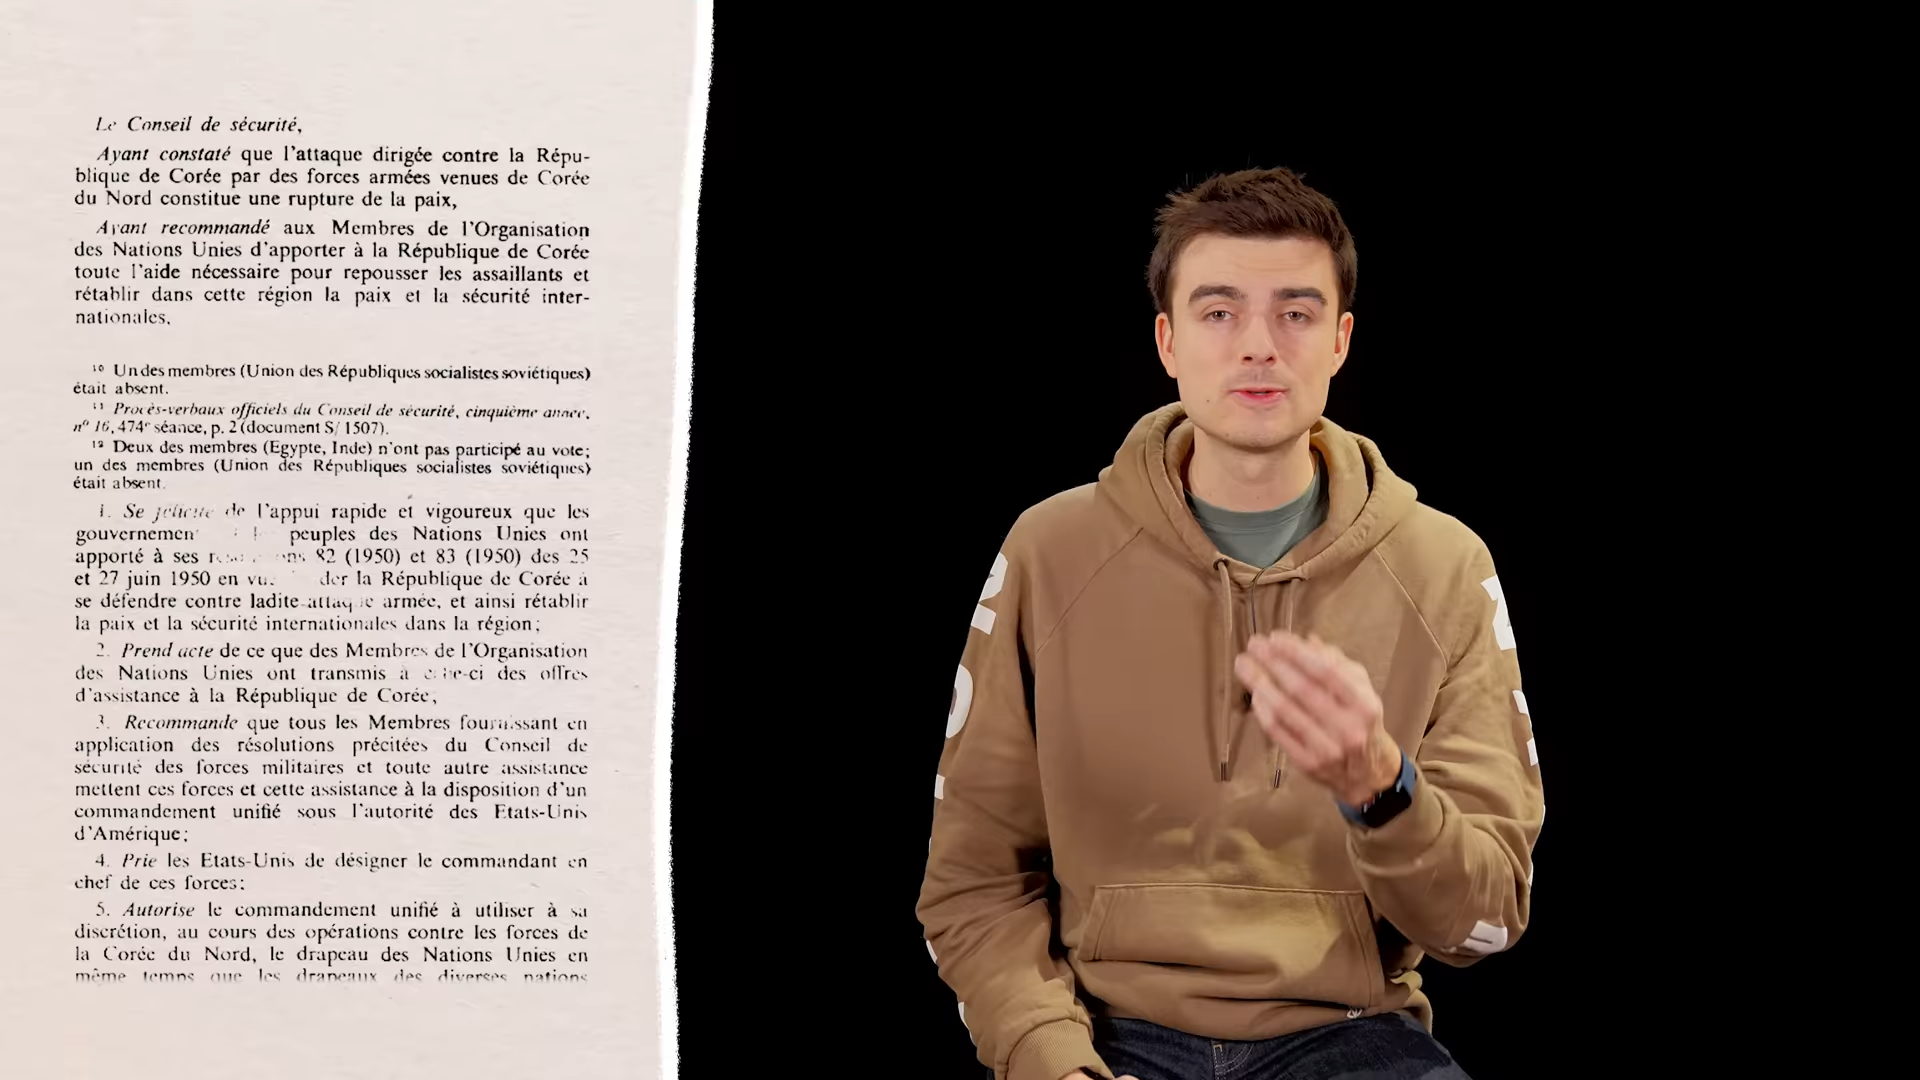 Le Conseil de sécurité,
Ayant constaté que l'attaque dirigée contre la Répu-
blique de Corée par des forces armées venues de Corée
du Nord constitue une rupture de la paix,
Ayant recommandé aux Membres de l'Organisation
des Nations Unies d'apporter à la République de Corée
toute l'aide nécessaire pour repousser les assaillants et
rétablir dans cette région la paix et la sécurité inter-
nationales,
10 Un des membres (Union des Républiques socialistes soviétiques)
était absent.
11 Procès-verbaux officiels du Conseil de sécurité, cinquième année,
nº 16, 474e séance, p. 2 (document S/1507).
12 Deux des membres (Egypte, Inde) n'ont pas participé au vote;
un des membres (Union des Républiques socialistes soviétiques)
était absent.
1. Se félicite de l'appui rapide et vigoureux que les
peuples des Nations Unies ont
apporté à ses 82 (1950) et 83 (1950) des 25
et 27 juin 1950 en la République de Corée à
se défendre contre ladite attaque armée, et ainsi rétablir
la paix et la sécurité internationales dans la région;
2. Prend acte de ce que des Membres de l'Organisation
des Nations Unies ont transmis à des offres
d'assistance à la République de Corée;
3. Recommande que tous les Membres fournissant en
application des résolutions précitées du Conseil de
sécurité des forces militaires et toute autre assistance
mettent ces forces et cette assistance à la disposition d'un
commandement unifié sous l'autorité des Etats-Unis
d'Amérique;
4. Prie les Etats-Unis de désigner le commandant en
chef de ces forces;
5. Autorise le commandement unifié à utiliser à sa
discrétion, au cours des opérations contre les forces de
la Corée du Nord, le drapeau des Nations Unies en
même temps que les drapeaux des diverses nations